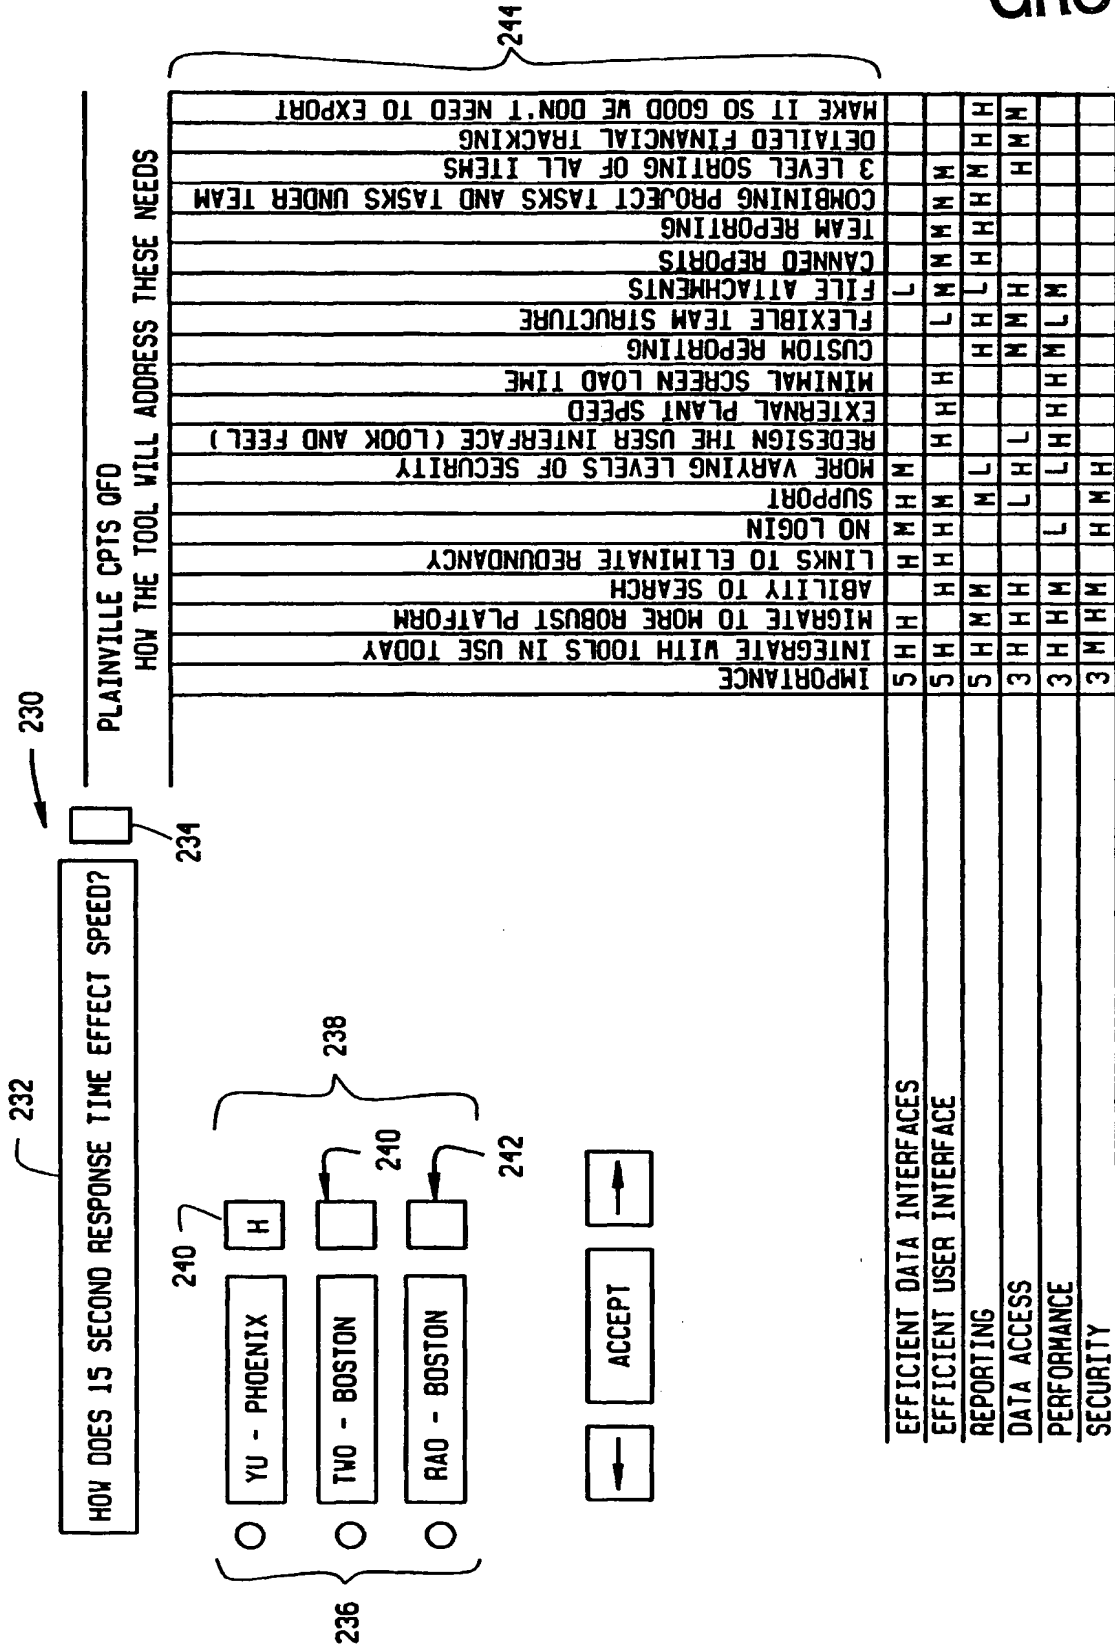 230
232
HOW DOES 15 SECOND RESPONSE TIME EFFECT SPEED?
234
PLAINVILLE CPTS QFD
HOW THE TOOL WILL ADDRESS THESE NEEDS
236
240
YU - PHOENIX H
238
TWO - BOSTON
240
RAO - BOSTON
242
← ACCEPT →
244
IMPORTANCE
INTEGRATE WITH TOOLS IN USE TODAY
MIGRATE TO MORE ROBUST PLATFORM
ABILITY TO SEARCH
LINKS TO ELIMINATE REDUNDANCY
NO LOGIN
SUPPORT
MORE VARYING LEVELS OF SECURITY
REDESIGN THE USER INTERFACE (LOOK AND FEEL)
EXTERNAL PLANT SPEED
MINIMAL SCREEN LOAD TIME
CUSTOM REPORTING
FLEXIBLE TEAM STRUCTURE
FILE ATTACHMENTS
CANNED REPORTS
TEAM REPORTING
COMBINING PROJECT TASKS AND TASKS UNDER TEAM
3 LEVEL SORTING OF ALL ITEMS
DETAILED FINANCIAL TRACKING
MAKE IT SO GOOD WE DON'T NEED TO EXPORT
EFFICIENT DATA INTERFACES 5 H H H M H M L
EFFICIENT USER INTERFACE 5 H H H H M H H H L M M M M M
REPORTING 5 H M M M L H H L H H H M H H
DATA ACCESS 3 H H H L H L M M H H M M
PERFORMANCE 3 H H M L L H H H M L M
SECURITY 3 M H M H M H